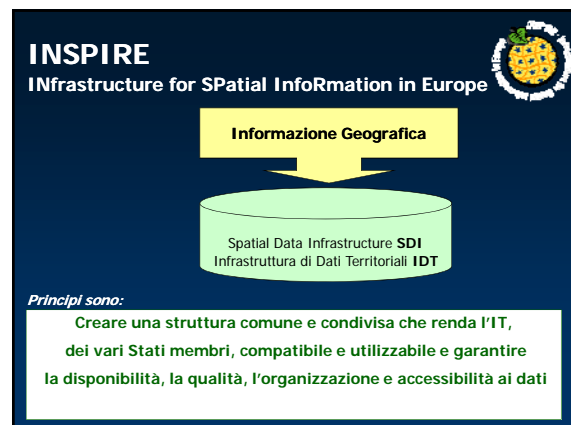 INSPIRE
INfrastructure for SPatial InfoRmation in Europe
Informazione Geografica
Spatial Data Infrastructure SDI
Infrastruttura di Dati Territoriali IDT
Principi sono:
Creare una struttura comune e condivisa che renda l'IT,
dei vari Stati membri, compatibile e utilizzabile e garantire
la disponibilità, la qualità, l'organizzazione e accessibilità ai dati